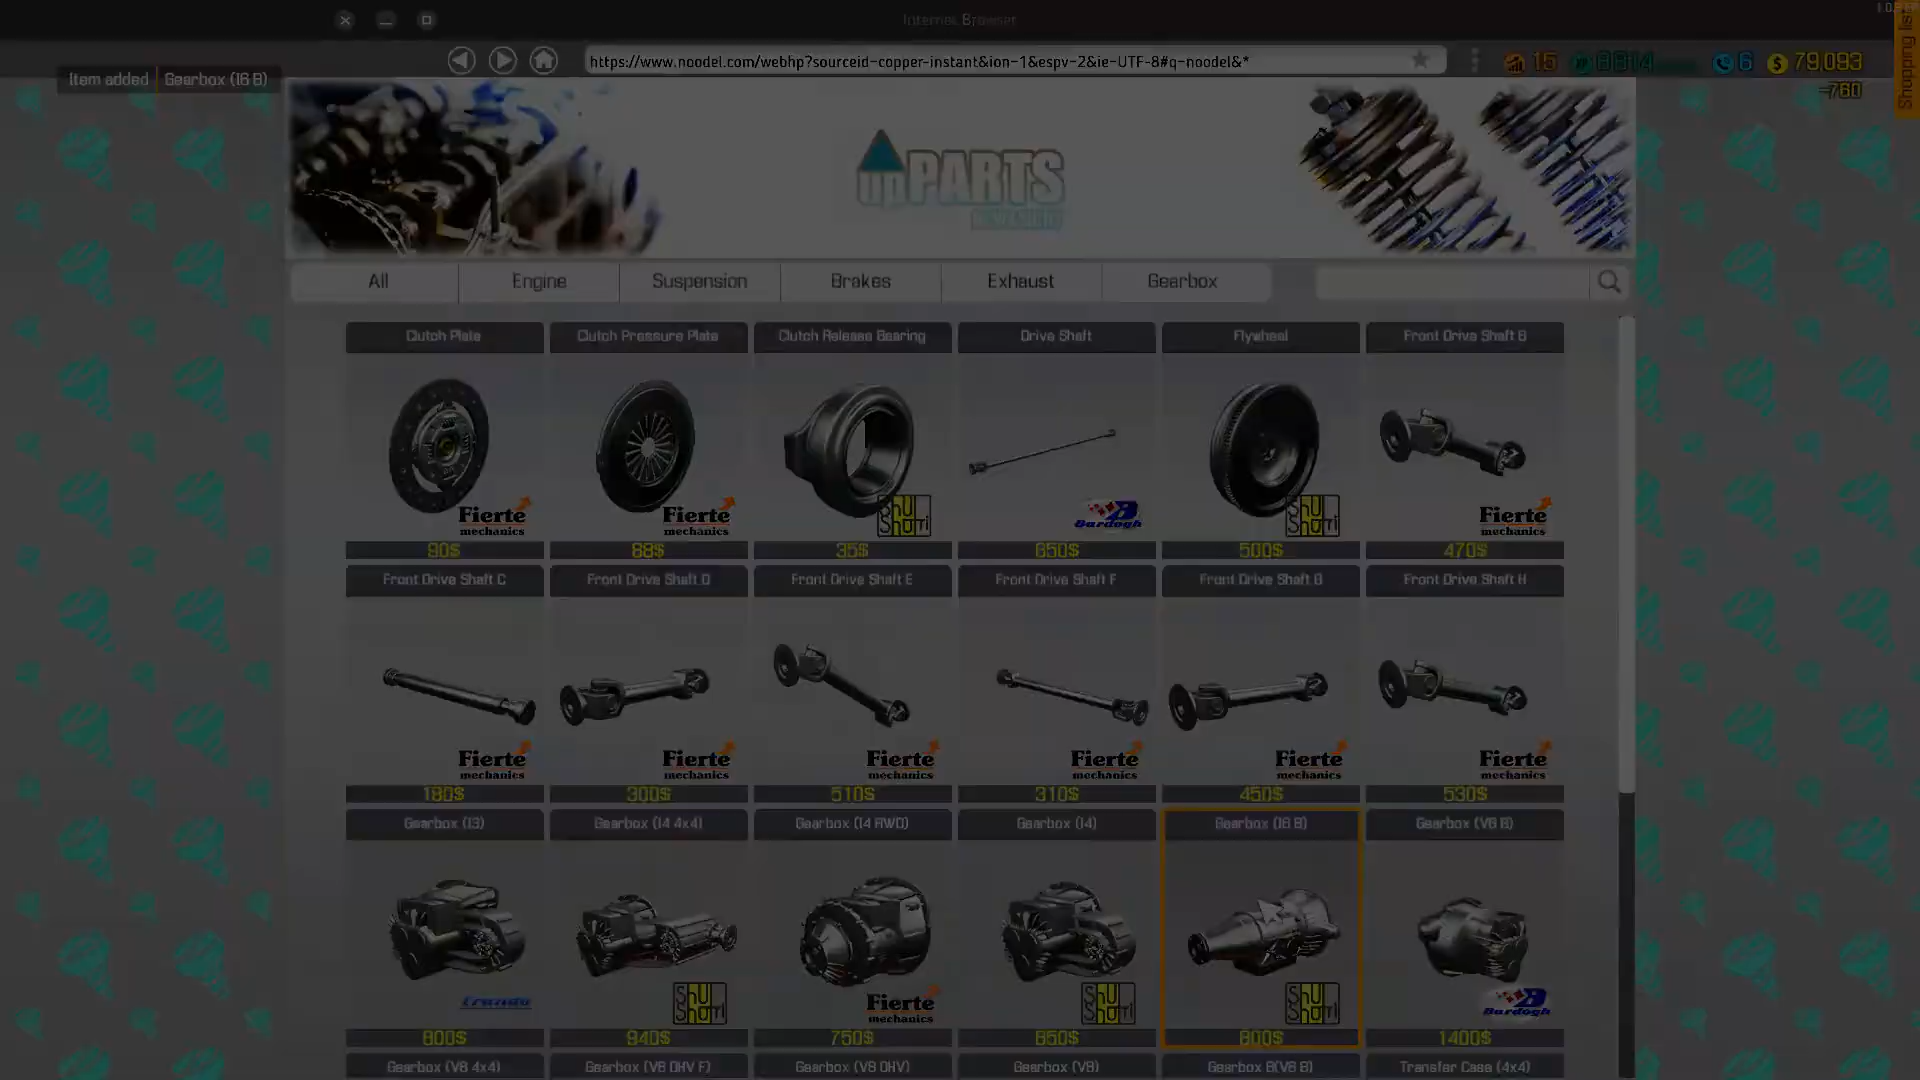 Internet Browser
https://www.noodel.com/webhp?sourceid-copper-instant&ion-1&espv-2&ie-UTF-8#q-noodel&*
15 8814 6 79,093
-760
Shopping list
Item added Gearbox (I6 B)
upPARTS
All Engine Suspension Brakes Exhaust Gearbox
Clutch Plate Clutch Pressure Plate Clutch Release Bearing Drive Shaft Flywheel Front Drive Shaft B
Fierte mechanics Fierte mechanics Bardogh Fierte mechanics
90$ 88$ 35$ 650$ 500$ 470$
Front Drive Shaft C Front Drive Shaft D Front Drive Shaft E Front Drive Shaft F Front Drive Shaft G Front Drive Shaft H
Fierte mechanics Fierte mechanics Fierte mechanics Fierte mechanics Fierte mechanics Fierte mechanics
180$ 300$ 510$ 310$ 450$ 530$
Gearbox (I3) Gearbox (I4 4x4) Gearbox (I4 RWD) Gearbox (I4) Gearbox (I6 B) Gearbox (V6 B)
Fierte mechanics Bardogh
800$ 940$ 750$ 850$ 800$ 1400$
Gearbox (V8 4x4) Gearbox (V8 OHV F) Gearbox (V8 OHV) Gearbox (V8) Gearbox B(V8 B) Transfer Case (4x4)